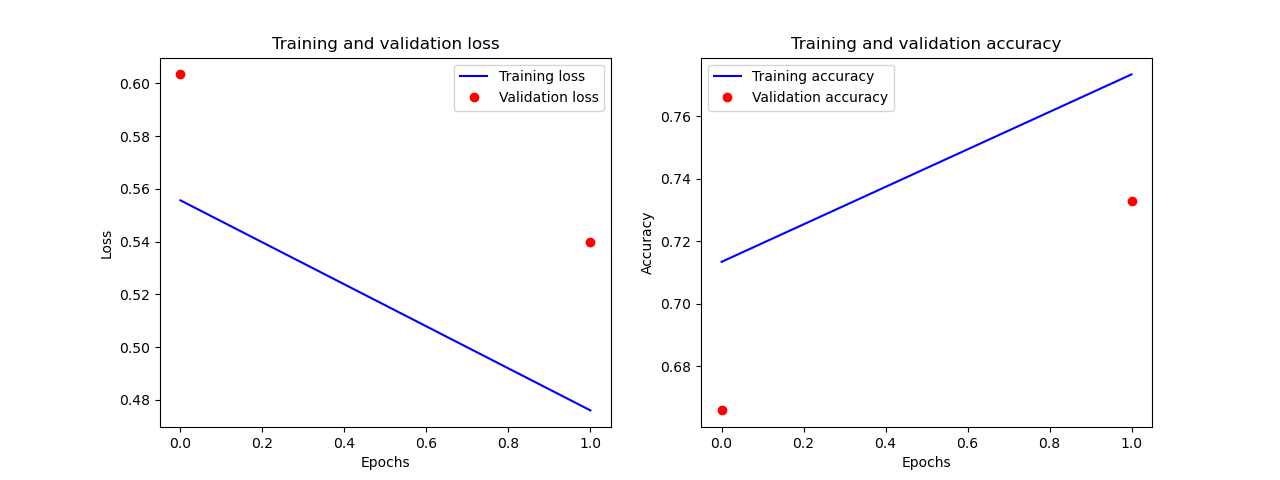 Training and validation loss
Training loss
Validation loss
0.60
0.58
0.56
0.54
0.52
0.50
0.48
Loss
0.0 0.2 0.4 0.6 0.8 1.0
Epochs
Training and validation accuracy
Training accuracy
Validation accuracy
0.76
0.74
0.72
0.70
0.68
Accuracy
0.0 0.2 0.4 0.6 0.8 1.0
Epochs